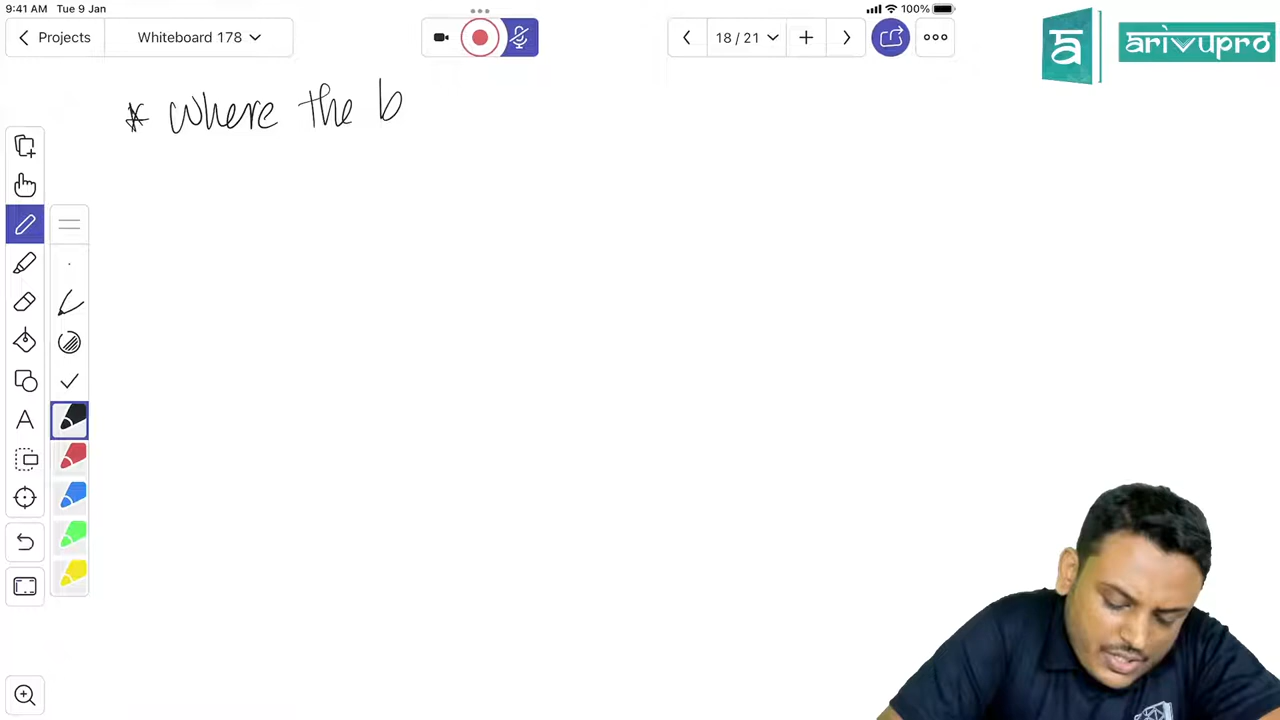 9:41 AM Tue 9 Jan
100%
Projects
Whiteboard 178
18 / 21
arivupro
* where the b
A